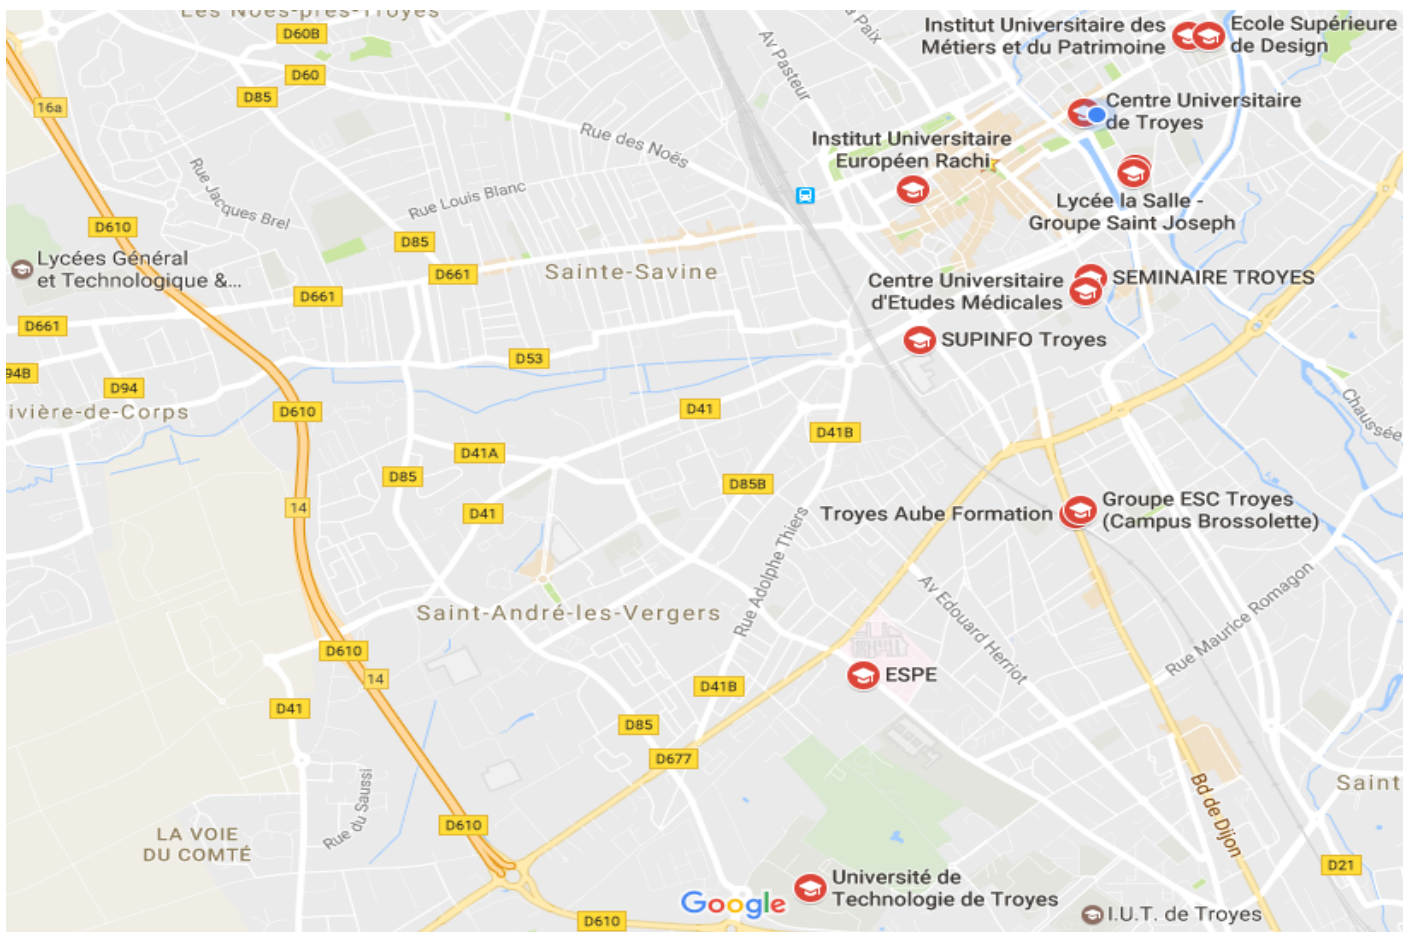 Les Noës-près-Troyes
D60B
D60
D85
16a
Av Pasteur
a Paix
Institut Universitaire des
Métiers et du Patrimoine
Ecole Supérieure
de Design
Centre Universitaire
de Troyes
Institut Universitaire
Européen Rachi
Rue des Noës
Rue Jacques Brel
Rue Louis Blanc
Lycée la Salle -
Groupe Saint Joseph
D610
D85
Lycées Général
et Technologique &...
D661
Sainte-Savine
Centre Universitaire
d'Etudes Médicales
SEMINAIRE TROYES
D661
D661
SUPINFO Troyes
D53
94B
D94
ivière-de-Corps
D610
D41
D41B
Chaussée
D41A
D85
D85B
14
D41
Troyes Aube Formation
Groupe ESC Troyes
(Campus Brossolette)
Rue Adolphe Thiers
Av Edouard Herriot
Rue Maurice Romagon
Saint-André-les-Vergers
D610
14
ESPE
D41B
D41
D85
D677
Bd de Dijon
Saint
Rue du Saussi
D610
LA VOIE
DU COMTÉ
D21
Université de
Technologie de Troyes
Google
D610
I.U.T. de Troyes